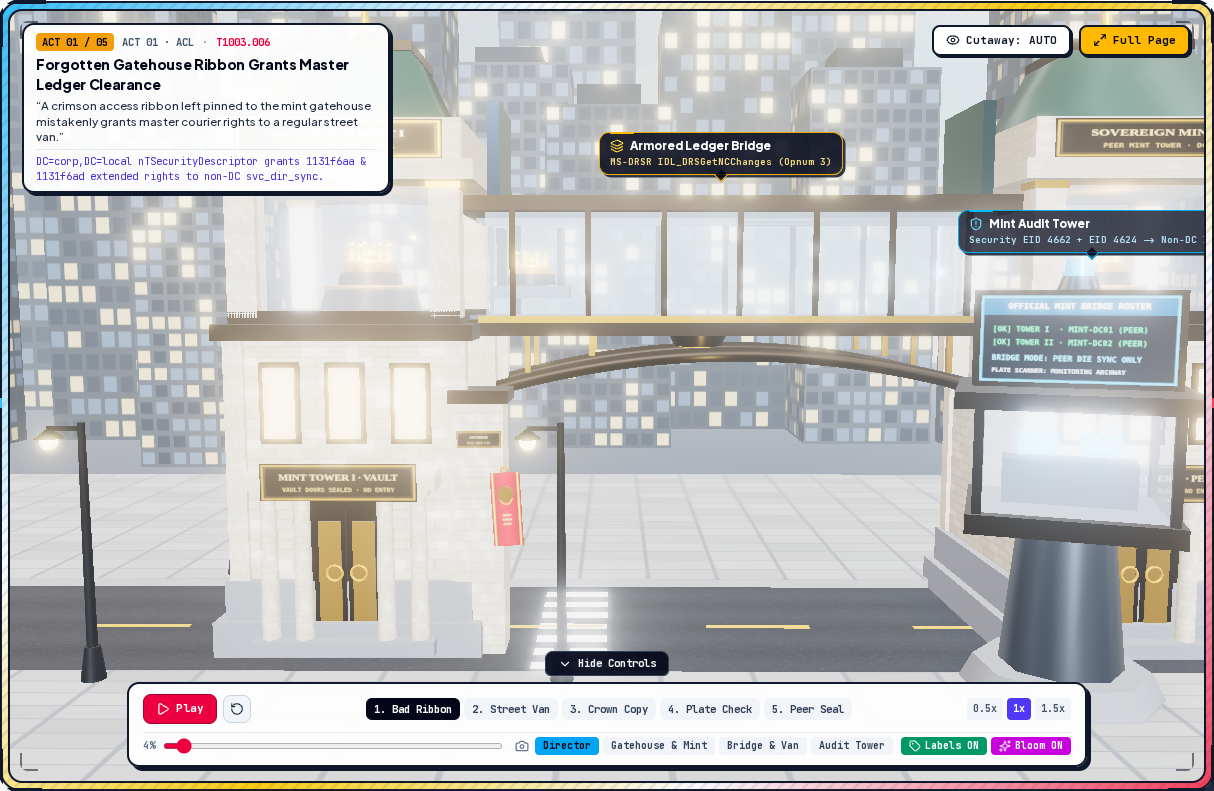 ACT 01 / 05 ACT 01 · ACL · T1003.006
Forgotten Gatehouse Ribbon Grants Master
Ledger Clearance
“A crimson access ribbon left pinned to the mint gatehouse
mistakenly grants master courier rights to a regular street
van.”
DC=corp,DC=local nTSecurityDescriptor grants 1131f6aa &
1131f6ad extended rights to non-DC svc_dir_sync.
Cutaway: AUTO
Full Page
Armored Ledger Bridge
MS-DRSR IDL_DRSGetNCChanges (Opnum 3)
SOVEREIGN MIN
PEER MINT TOWER · DO
Mint Audit Tower
Security EID 4662 + EID 4624 → Non-DC
OFFICIAL MINT BRIDGE ROSTER
[OK] TOWER I · MINT-DC01 (PEER)
[OK] TOWER II · MINT-DC02 (PEER)
BRIDGE MODE: PEER DIE SYNC ONLY
PLATE SCANNER: MONITORING ARCHWAY
MINT TOWER I · VAULT
VAULT DOORS SEALED · NO ENTRY
Hide Controls
Play
1. Bad Ribbon
2. Street Van
3. Crown Copy
4. Plate Check
5. Peer Seal
0.5x
1x
1.5x
4%
Director
Gatehouse & Mint
Bridge & Van
Audit Tower
Labels ON
Bloom ON